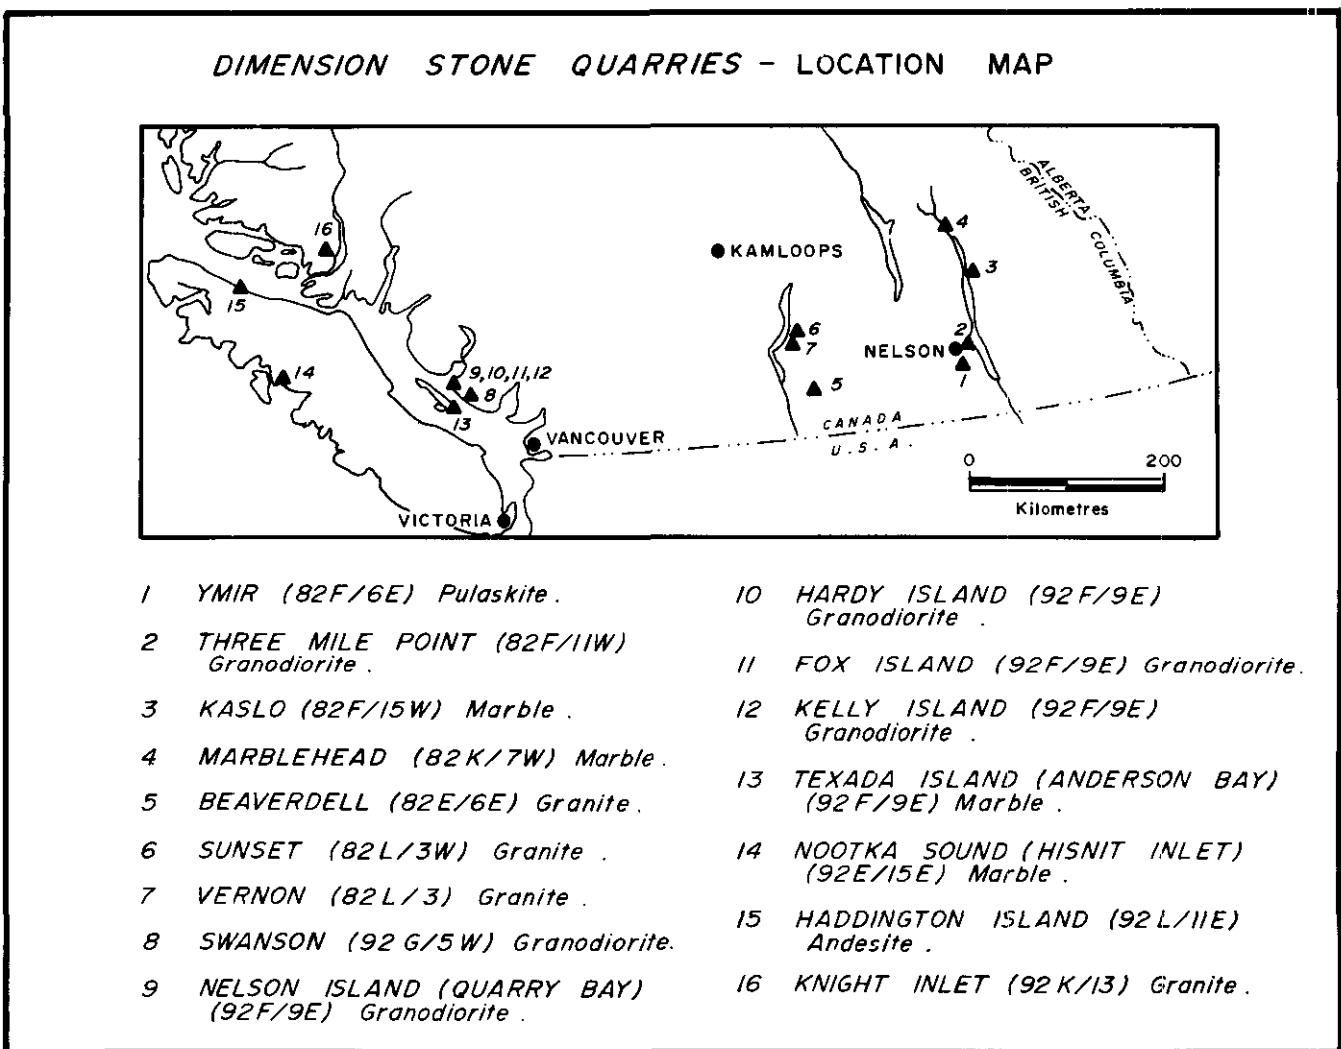 DIMENSION STONE QUARRIES - LOCATION MAP
ALBERTA
BRITISH COLUMBIA
16
4
KAMLOOPS
3
15
6
2
7
NELSON
14
9,10,11,12
5
1
8
13
CANADA
VANCOUVER
U.S.A.
0 200
Kilometres
VICTORIA
1 YMIR (82F/6E) Pulaskite.
2 THREE MILE POINT (82F/11W)
Granodiorite.
3 KASLO (82F/15W) Marble.
4 MARBLEHEAD (82K/7W) Marble.
5 BEAVERDELL (82E/6E) Granite.
6 SUNSET (82L/3W) Granite.
7 VERNON (82L/3) Granite.
8 SWANSON (92G/5W) Granodiorite.
9 NELSON ISLAND (QUARRY BAY)
(92F/9E) Granodiorite.
10 HARDY ISLAND (92F/9E)
Granodiorite.
11 FOX ISLAND (92F/9E) Granodiorite.
12 KELLY ISLAND (92F/9E)
Granodiorite.
13 TEXADA ISLAND (ANDERSON BAY)
(92F/9E) Marble.
14 NOOTKA SOUND (HISNIT INLET)
(92E/15E) Marble.
15 HADDINGTON ISLAND (92L/11E)
Andesite.
16 KNIGHT INLET (92K/13) Granite.